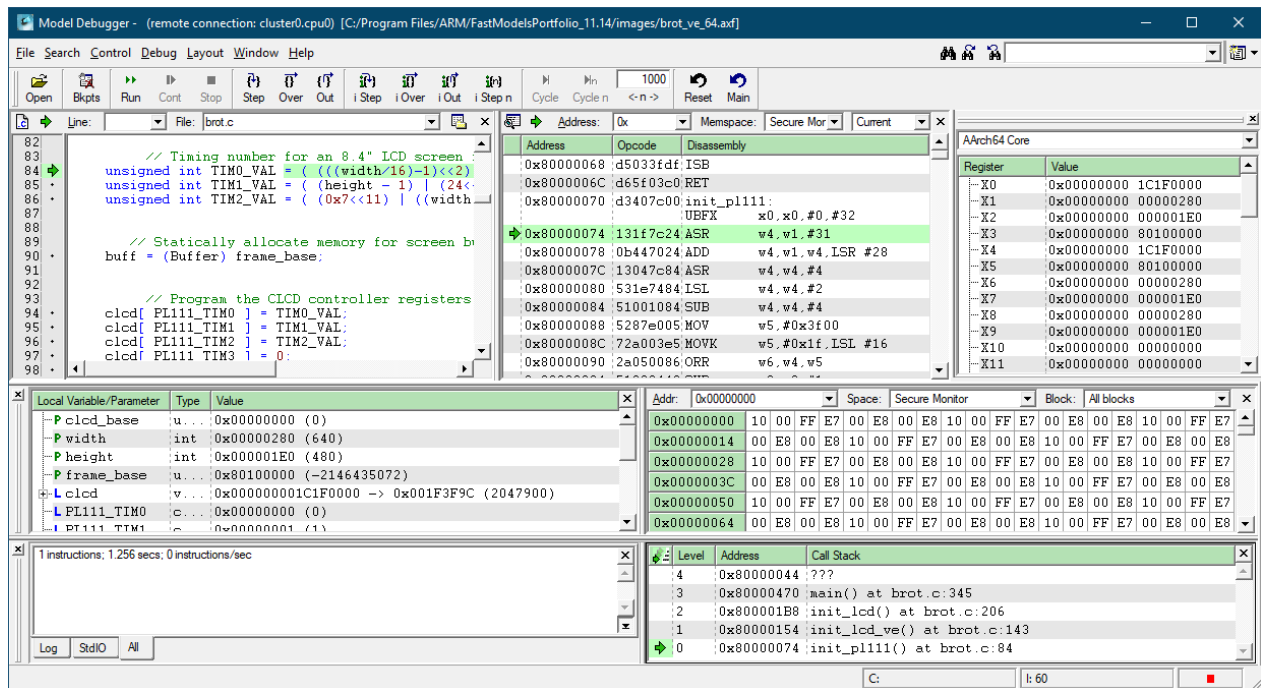 Model Debugger - (remote connection: cluster0.cpu0) [C:/Program Files/ARM/FastModelsPortfolio_11.14/images/brot_ve_64.axf]
File Search Control Debug Layout Window Help
Open Bkpts Run Cont Stop Step Over Out i Step i Over i Out i Step n Cycle Cycle n 1000 <-n-> Reset Main
Line: File: brot.c
82
83 // Timing number for an 8.4" LCD screen
84 unsigned int TIM0_VAL = ( (((width/16)-1)<<2)
85 unsigned int TIM1_VAL = ( (height - 1) | (24<
86 unsigned int TIM2_VAL = ( (0x7<<11) | ((width
87
88
89 // Statically allocate memory for screen bu
90 buff = (Buffer) frame_base;
91
92
93 // Program the CLCD controller registers
94 clcd[ PL111_TIM0 ] = TIM0_VAL;
95 clcd[ PL111_TIM1 ] = TIM1_VAL;
96 clcd[ PL111_TIM2 ] = TIM2_VAL;
97 clcd[ PL111_TIM3 ] = 0;
98
Address: 0x Memspace: Secure Mor Current
Address Opcode Disassembly
0x80000068 d5033fdf ISB
0x8000006C d65f03c0 RET
0x80000070 d3407c00 init_pl111:
UBFX x0,x0,#0,#32
0x80000074 131f7c24 ASR w4,w1,#31
0x80000078 0b447024 ADD w4,w1,w4,LSR #28
0x8000007C 13047c84 ASR w4,w4,#4
0x80000080 531e7484 LSL w4,w4,#2
0x80000084 51001084 SUB w4,w4,#4
0x80000088 5287e005 MOV w5,#0x3f00
0x8000008C 72a003e5 MOVK w5,#0x1f,LSL #16
0x80000090 2a050086 ORR w6,w4,w5
AArch64 Core
Register Value
X0 0x00000000 1C1F0000
X1 0x00000000 00000280
X2 0x00000000 000001E0
X3 0x00000000 80100000
X4 0x00000000 1C1F0000
X5 0x00000000 80100000
X6 0x00000000 00000280
X7 0x00000000 000001E0
X8 0x00000000 00000280
X9 0x00000000 000001E0
X10 0x00000000 00000000
X11 0x00000000 00000000
Local Variable/Parameter Type Value
P clcd_base u... 0x00000000 (0)
P width int 0x00000280 (640)
P height int 0x000001E0 (480)
P frame_base u... 0x80100000 (-2146435072)
L clcd v... 0x000000001C1F0000 -> 0x001F3F9C (2047900)
L PL111_TIM0 c... 0x00000000 (0)
L PL111_TIM1 c... 0x00000001 (1)
Addr: 0x00000000 Space: Secure Monitor Block: All blocks
0x00000000 10 00 FF E7 00 E8 00 E8 10 00 FF E7 00 E8 00 E8 10 00 FF E7
0x00000014 00 E8 00 E8 10 00 FF E7 00 E8 00 E8 10 00 FF E7 00 E8 00 E8
0x00000028 10 00 FF E7 00 E8 00 E8 10 00 FF E7 00 E8 00 E8 10 00 FF E7
0x0000003C 00 E8 00 E8 10 00 FF E7 00 E8 00 E8 10 00 FF E7 00 E8 00 E8
0x00000050 10 00 FF E7 00 E8 00 E8 10 00 FF E7 00 E8 00 E8 10 00 FF E7
0x00000064 00 E8 00 E8 10 00 FF E7 00 E8 00 E8 10 00 FF E7 00 E8 00 E8
1 instructions; 1.256 secs; 0 instructions/sec
Log StdIO All
Level Address Call Stack
4 0x80000044 ???
3 0x80000470 main() at brot.c:345
2 0x800001B8 init_lcd() at brot.c:206
1 0x80000154 init_lcd_ve() at brot.c:143
0 0x80000074 init_pl111() at brot.c:84
C: I: 60